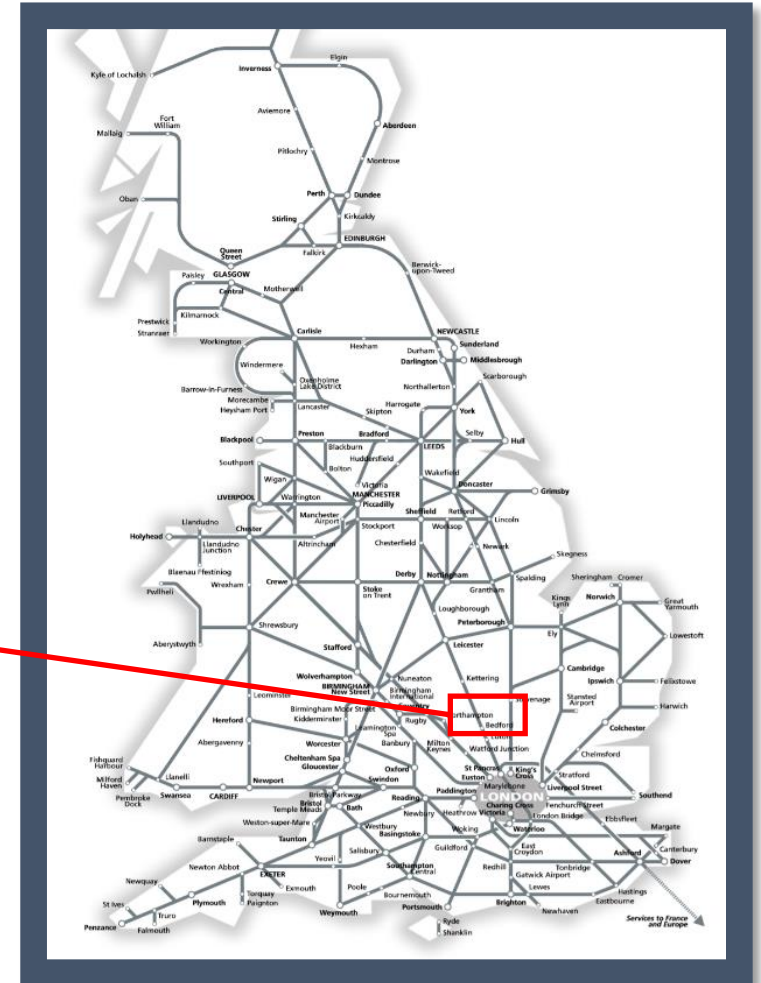 Elgin
Inverness
Kyle of Lochalsh
Aviemore
Fort
William
Mallaig
Aberdeen
Pitlochry
Montrose
Perth
Dundee
Oban
Stirling
Kirkcaldy
EDINBURGH
Queen
Street
Falkirk
Berwick-
upon-Tweed
Paisley
GLASGOW
Central
Motherwell
Prestwick
Kilmarnock
Stranraer
Carlisle
NEWCASTLE
Workington
Hexham
Sunderland
Durham
Darlington
Middlesbrough
Windermere
Scarborough
Oxenholme
Lake District
Northallerton
Barrow-in-Furness
Morecambe
Heysham Port
Lancaster
Harrogate
York
Skipton
Blackpool
Preston
Bradford
LEEDS
Selby
Hull
Blackburn
Huddersfield
Southport
Bolton
Wakefield
Wigan
Victoria
Doncaster
Grimsby
LIVERPOOL
Warrington
MANCHESTER
Piccadilly
Manchester
Airport
Sheffield
Retford
Llandudno
Stockport
Worksop
Lincoln
Holyhead
Chester
Llandudno
Junction
Altrincham
Chesterfield
Newark
Skegness
Blaenau Ffestiniog
Wrexham
Crewe
Derby
Nottingham
Spalding
Sheringham
Cromer
Pwllheli
Stoke
on Trent
Grantham
Kings
Lynn
Norwich
Great
Yarmouth
Loughborough
Shrewsbury
Peterborough
Ely
Lowestoft
Aberystwyth
Stafford
Leicester
Wolverhampton
Nuneaton
Kettering
Cambridge
BIRMINGHAM
New Street
Birmingham
International
Ipswich
Felixstowe
Leominster
Coventry
Stevenage
Stansted
Airport
Birmingham Moor Street
Rugby
Northampton
Harwich
Hereford
Kidderminster
Leamington
Spa
Bedford
Colchester
Abergavenny
Worcester
Banbury
Milton
Keynes
Luton
Watford Junction
Chelmsford
Fishguard
Harbour
Cheltenham Spa
Gloucester
Oxford
St Pancras
King's
Cross
Stratford
Milford
Haven
Llanelli
Newport
Swindon
Euston
Marylebone
Liverpool Street
Pembroke
Dock
Swansea
CARDIFF
Bristol Parkway
Reading
Paddington
LONDON
Southend
Bristol
Temple Meads
Bath
Newbury
Heathrow
Victoria
Charing Cross
Fenchurch Street
London Bridge
Ebbsfleet
Weston-super-Mare
Westbury
Basingstoke
Woking
Waterloo
Margate
Barnstaple
Taunton
Salisbury
Guildford
East
Croydon
Canterbury
Newton Abbot
Yeovil
Southampton
Central
Redhill
Tonbridge
Ashford
Dover
EXETER
Gatwick Airport
Newquay
Exmouth
Poole
Bournemouth
Lewes
Hastings
Eastbourne
St Ives
Plymouth
Torquay
Paignton
Weymouth
Portsmouth
Brighton
Newhaven
Truro
Ryde
Penzance
Falmouth
Shanklin
Services to France
and Europe